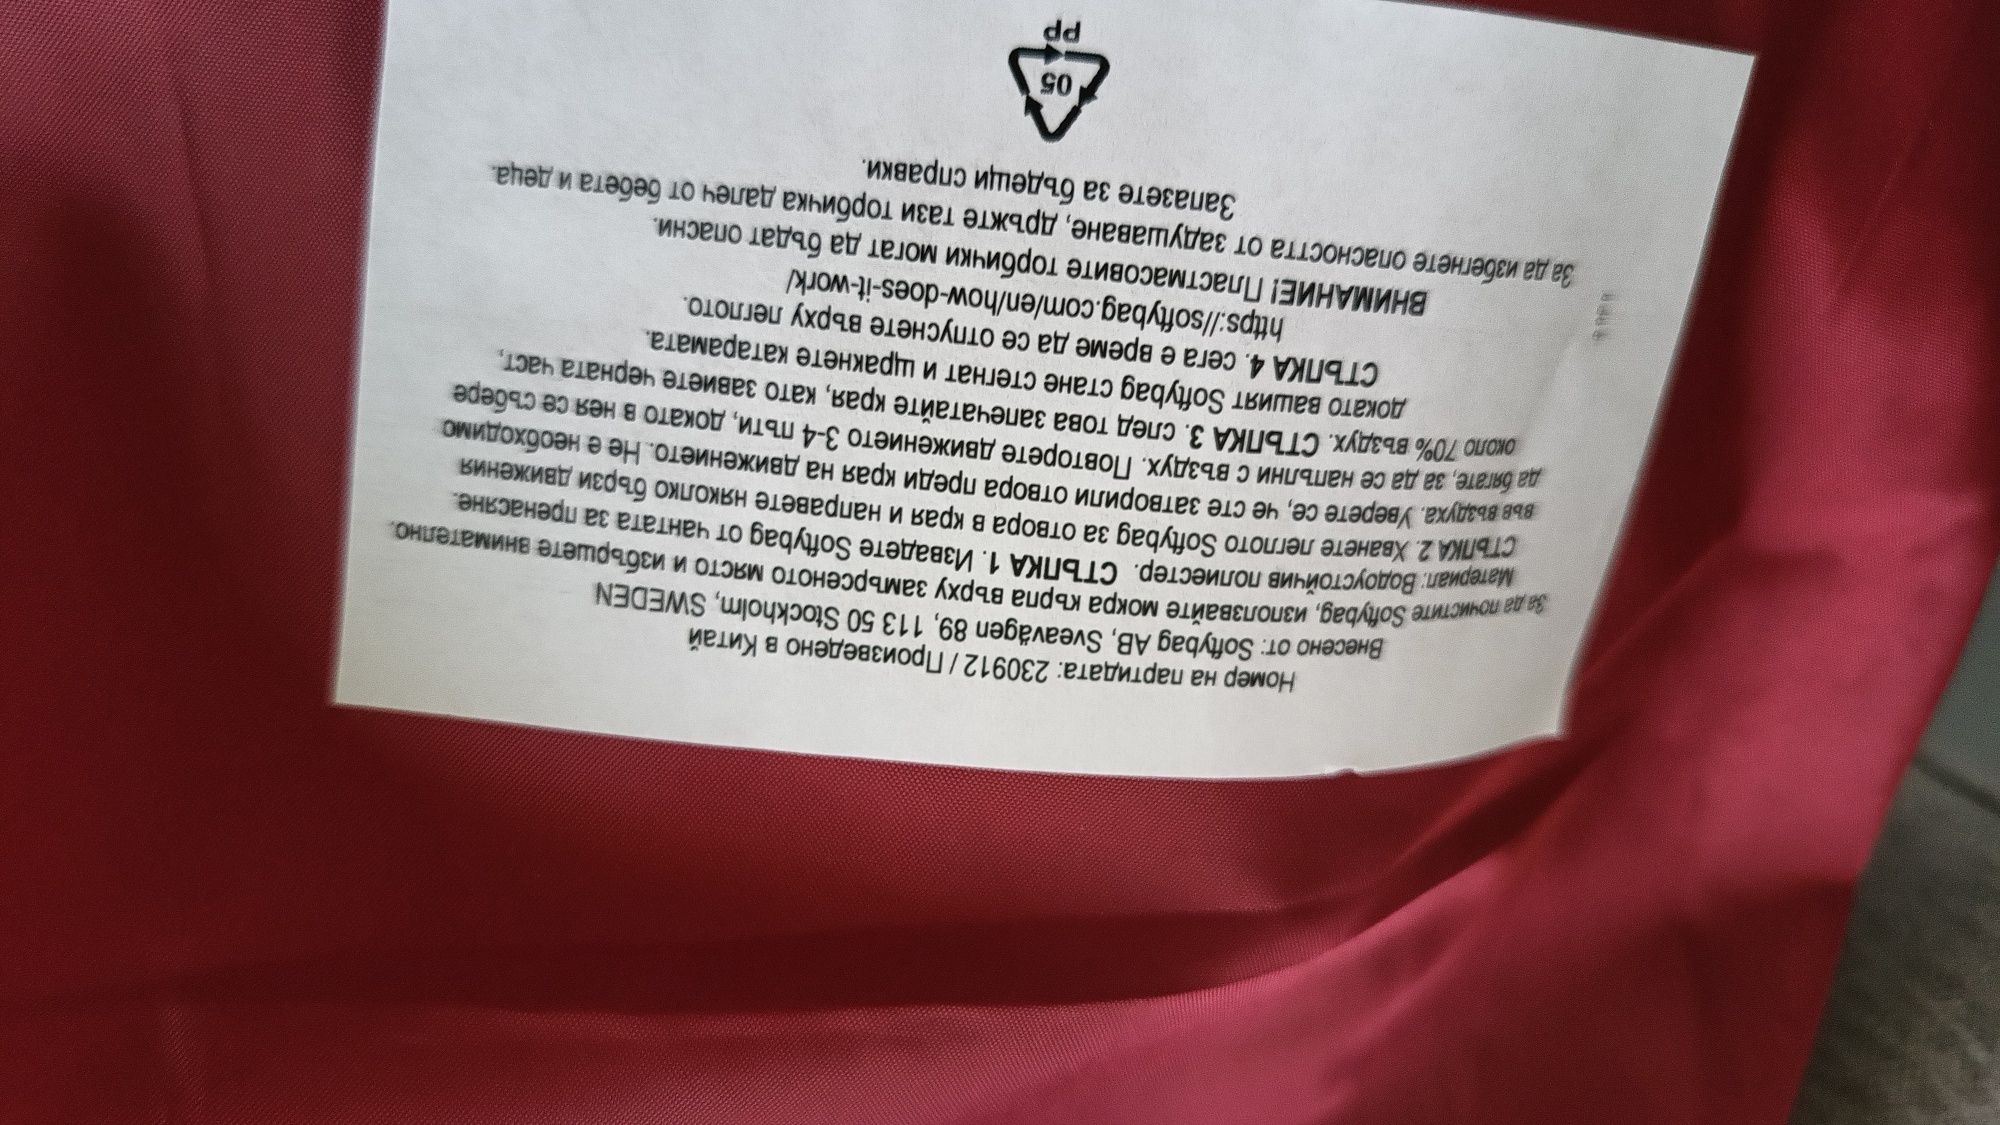 Номер на партидата: 230912 / Произведено в Китай
Внесено от: Softybag AB, Sveavägen 89, 113 50 Stockholm, SWEDEN
За да почистите Softybag, използвайте мокра кърпа върху замърсеното място и избършете внимателно.
Материал: Водоустойчив полиестер. СТЪПКА 1. Извадете Softybag от чантата за пренасяне.
СТЪПКА 2. Хванете леглото Softybag за отвора в края и направете няколко бързи движения
във въздуха. Уверете се, че сте затворили отвора преди края на движението. Не е необходимо
да бягате, за да се напълни с въздух. Повторете движението 3-4 пъти, докато в нея се събере
около 70% въздух. СТЪПКА 3. след това запечатайте края, като завиете черната част,
докато вашият Softybag стане стегнат и щракнете катарамата.
СТЪПКА 4. сега е време да се отпуснете върху леглото.
https://softybag.com/en/how-does-it-work/
ВНИМАНИЕ! Пластмасовите торбички могат да бъдат опасни.
За да избегнете опасността от задушаване, дръжте тази торбичка далеч от бебета и деца.
Запазете за бъдещи справки.
05
PP